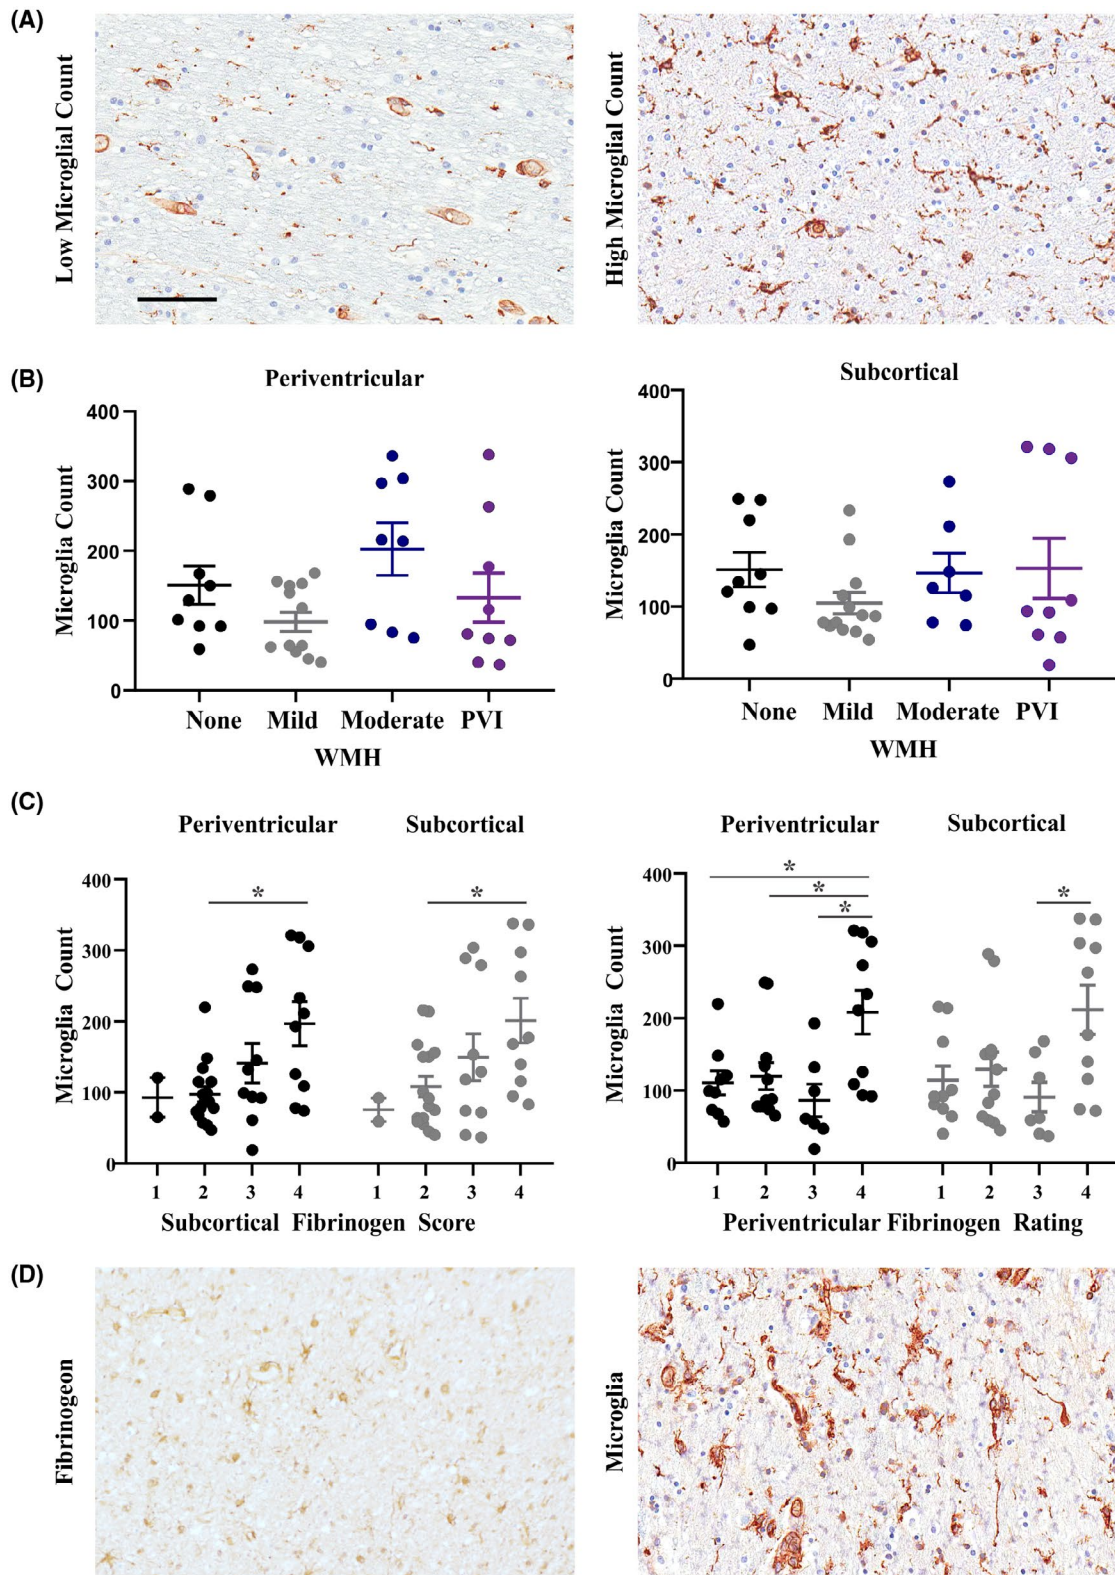 (A)
Low Microglial Count
High Microglial Count
(B)
Periventricular
Subcortical
Microglia Count
400
300
200
100
0
None Mild Moderate PVI
WMH
Microglia Count
400
300
200
100
0
None Mild Moderate PVI
WMH
(C)
Periventricular Subcortical
Microglia Count
400
300
200
100
0
* *
1 2 3 4 1 2 3 4
Subcortical Fibrinogen Score
Periventricular Subcortical
Microglia Count
400
300
200
100
0
*
*
*
*
1 2 3 4 1 2 3 4
Periventricular Fibrinogen Rating
(D)
Fibrinogeon
Microglia